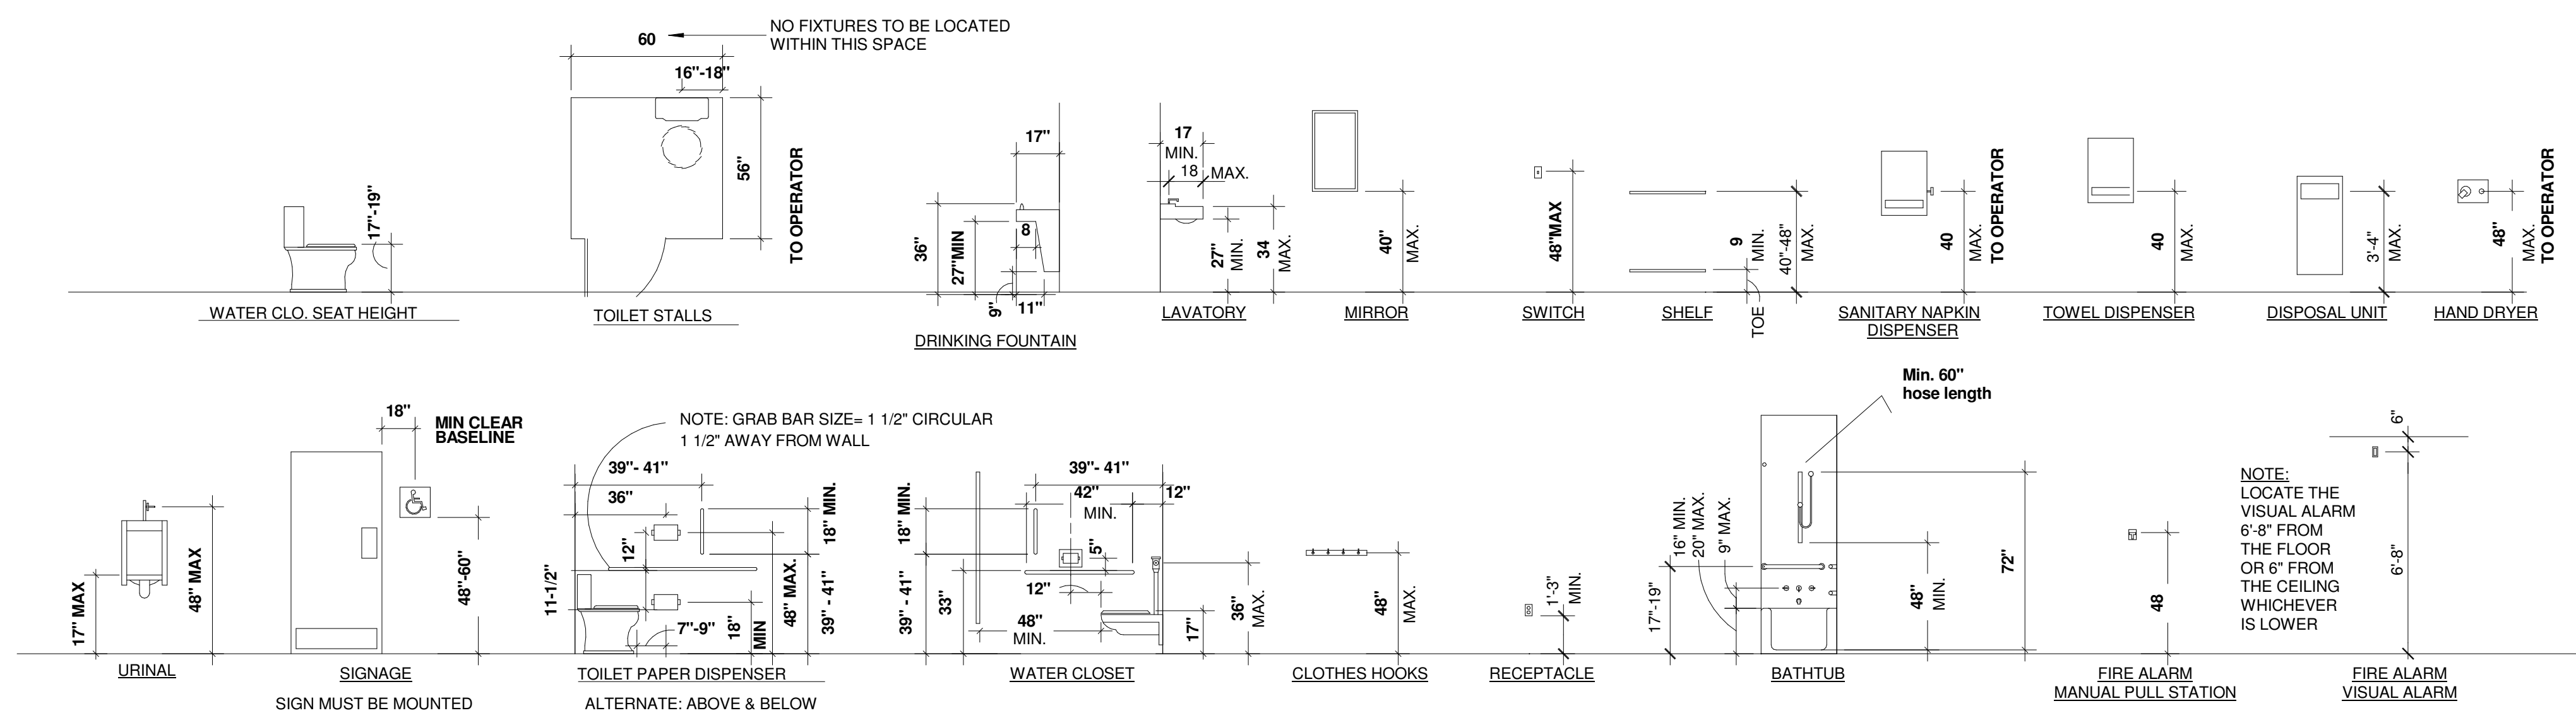 60
NO FIXTURES TO BE LOCATED
WITHIN THIS SPACE
16"-18"
56"
TO OPERATOR
17"-19"
WATER CLO. SEAT HEIGHT
TOILET STALLS
17"
36"
27"MIN
8
9"
11"
DRINKING FOUNTAIN
17
MIN.
18 MAX.
27"
MIN.
34
MAX.
LAVATORY
40"
MAX.
MIRROR
48"MAX
SWITCH
9
MIN.
40"-48"
MAX.
TOE
SHELF
40
MAX.
TO OPERATOR
SANITARY NAPKIN
DISPENSER
40
MAX.
TOWEL DISPENSER
3'-4"
MAX.
DISPOSAL UNIT
48"
MAX.
TO OPERATOR
HAND DRYER
17" MAX
48" MAX
URINAL
18"
MIN CLEAR
BASELINE
48"-60"
SIGNAGE
SIGN MUST BE MOUNTED
NOTE: GRAB BAR SIZE= 1 1/2" CIRCULAR
1 1/2" AWAY FROM WALL
39"- 41"
36"
12"
11-1/2"
7"-9"
18"
MIN
48" MAX.
18" MIN.
39" - 41"
TOILET PAPER DISPENSER
ALTERNATE: ABOVE & BELOW
39"- 41"
42"
MIN.
12"
18" MIN.
39" - 41"
33"
5"
12"
48"
MIN.
17"
36"
MAX.
WATER CLOSET
48"
MAX.
CLOTHES HOOKS
1'-3"
MIN.
RECEPTACLE
Min. 60"
hose length
16" MIN.
20" MAX.
9" MAX.
17"-19"
48"
MIN.
72"
BATHTUB
48
FIRE ALARM
MANUAL PULL STATION
NOTE:
LOCATE THE
VISUAL ALARM
6'-8" FROM
THE FLOOR
OR 6" FROM
THE CEILING
WHICHEVER
IS LOWER
6"
6'-8"
FIRE ALARM
VISUAL ALARM